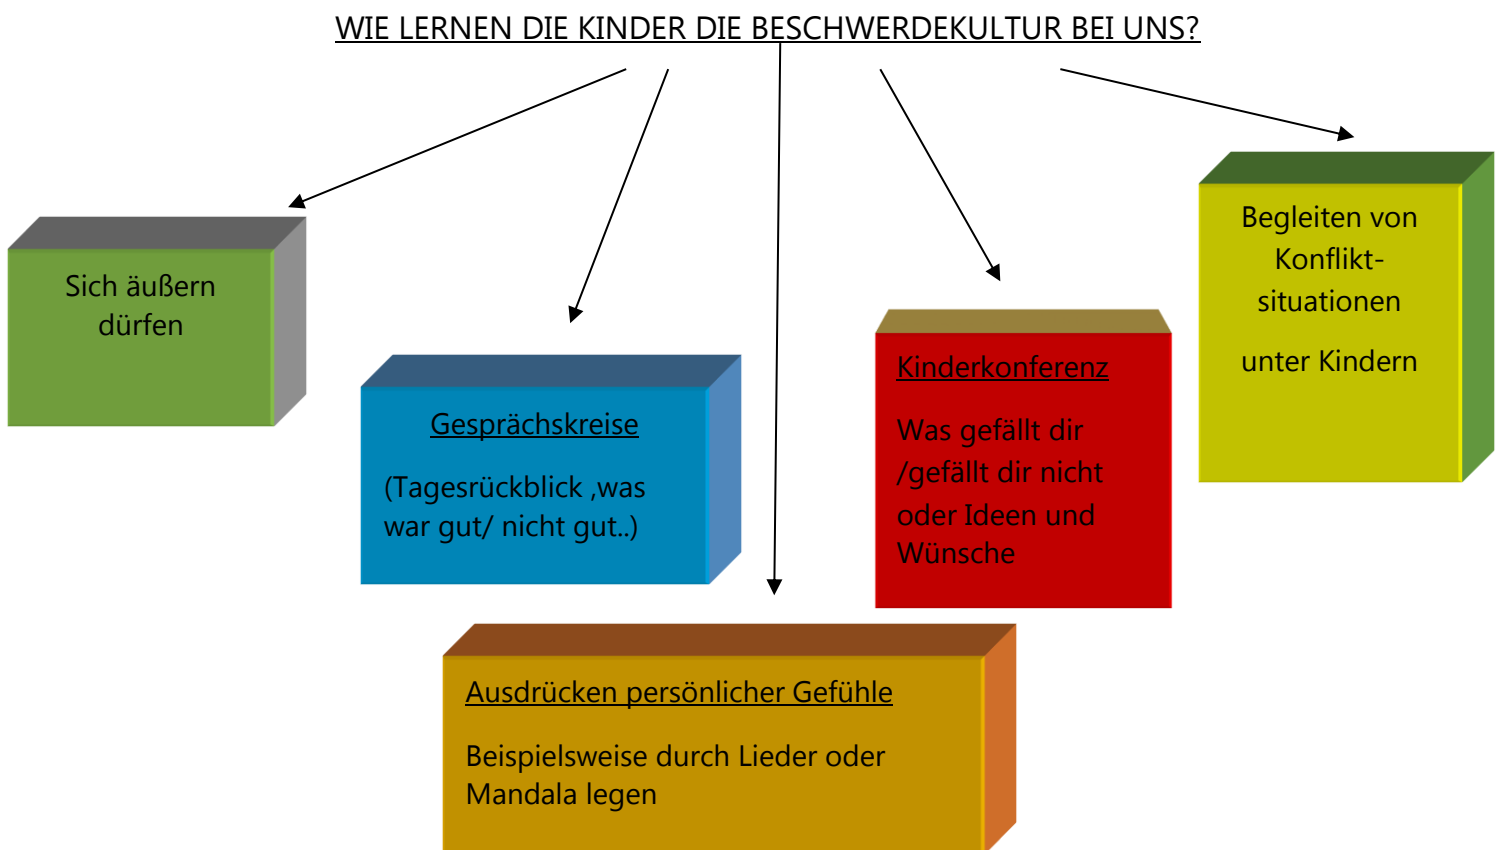 WIE LERNEN DIE KINDER DIE BESCHWERDEKULTUR BEI UNS?
Sich äußern
dürfen
Gesprächskreise
(Tagesrückblick ,was
war gut/ nicht gut..)
Ausdrücken persönlicher Gefühle
Beispielsweise durch Lieder oder
Mandala legen
Kinderkonferenz
Was gefällt dir
/gefällt dir nicht
oder Ideen und
Wünsche
Begleiten von
Konflikt-
situationen
unter Kindern